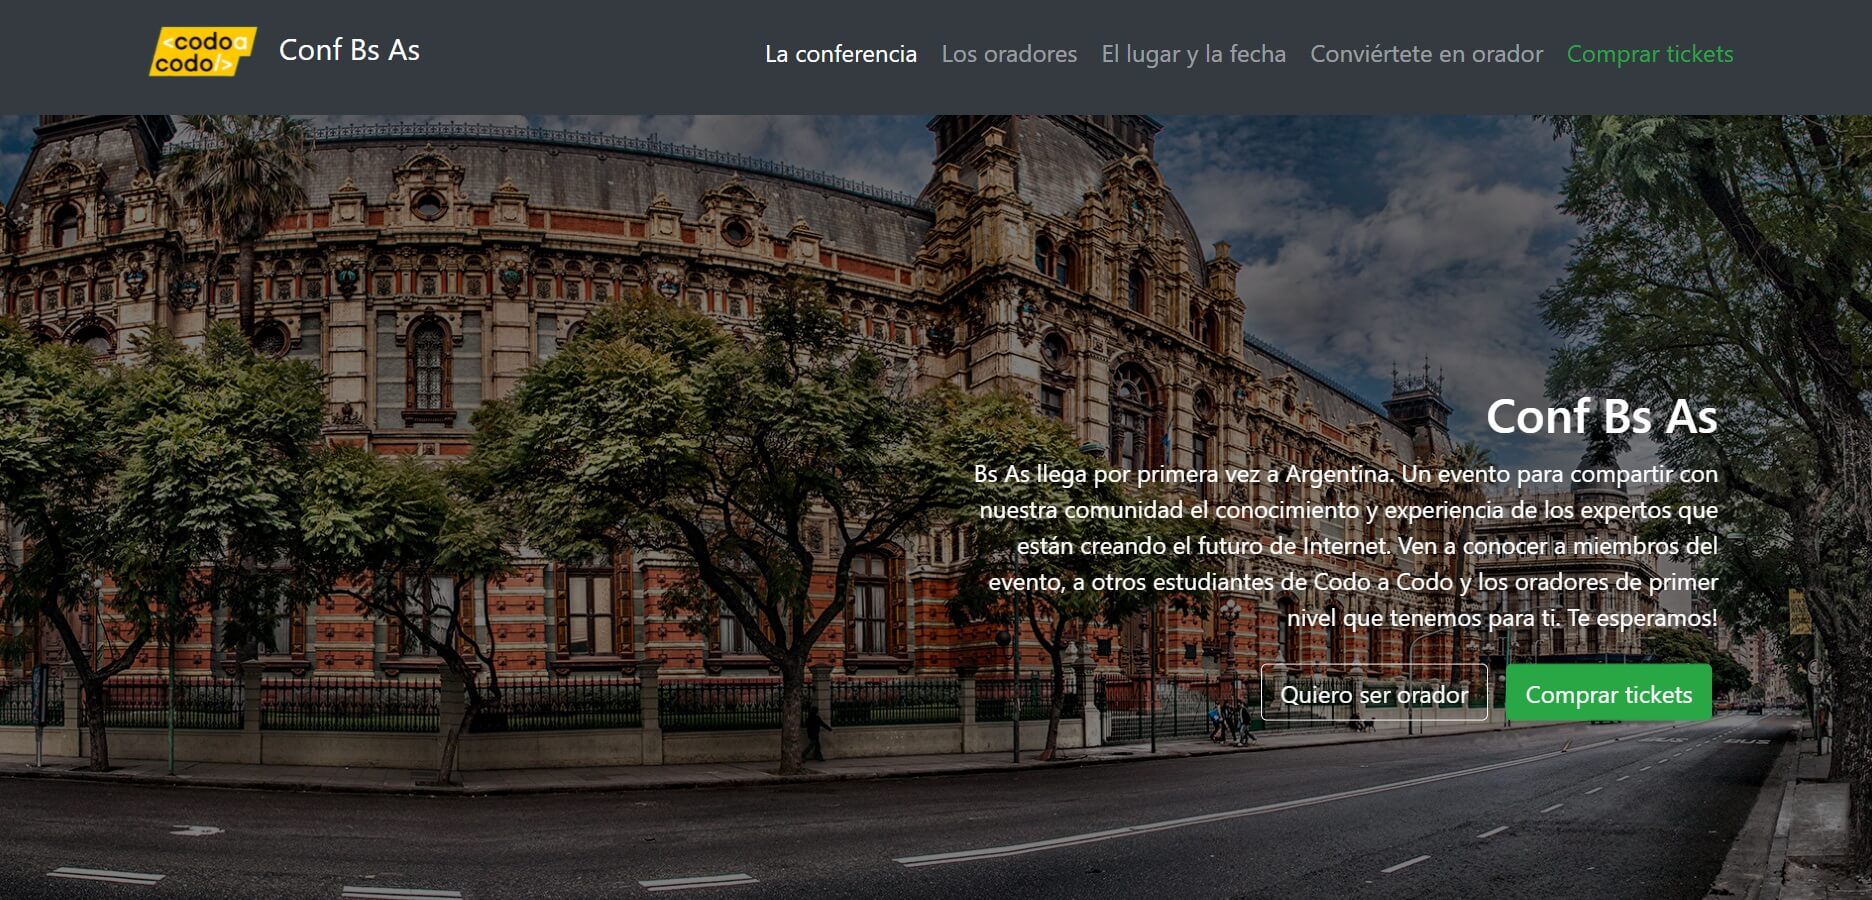 <codo a
codo/>
Conf Bs As
La conferencia Los oradores El lugar y la fecha Conviértete en orador Comprar tickets
Conf Bs As
Bs As llega por primera vez a Argentina. Un evento para compartir con
nuestra comunidad el conocimiento y experiencia de los expertos que
están creando el futuro de Internet. Ven a conocer a miembros del
evento, a otros estudiantes de Codo a Codo y los oradores de primer
nivel que tenemos para ti. Te esperamos!
Quiero ser orador
Comprar tickets
BUS